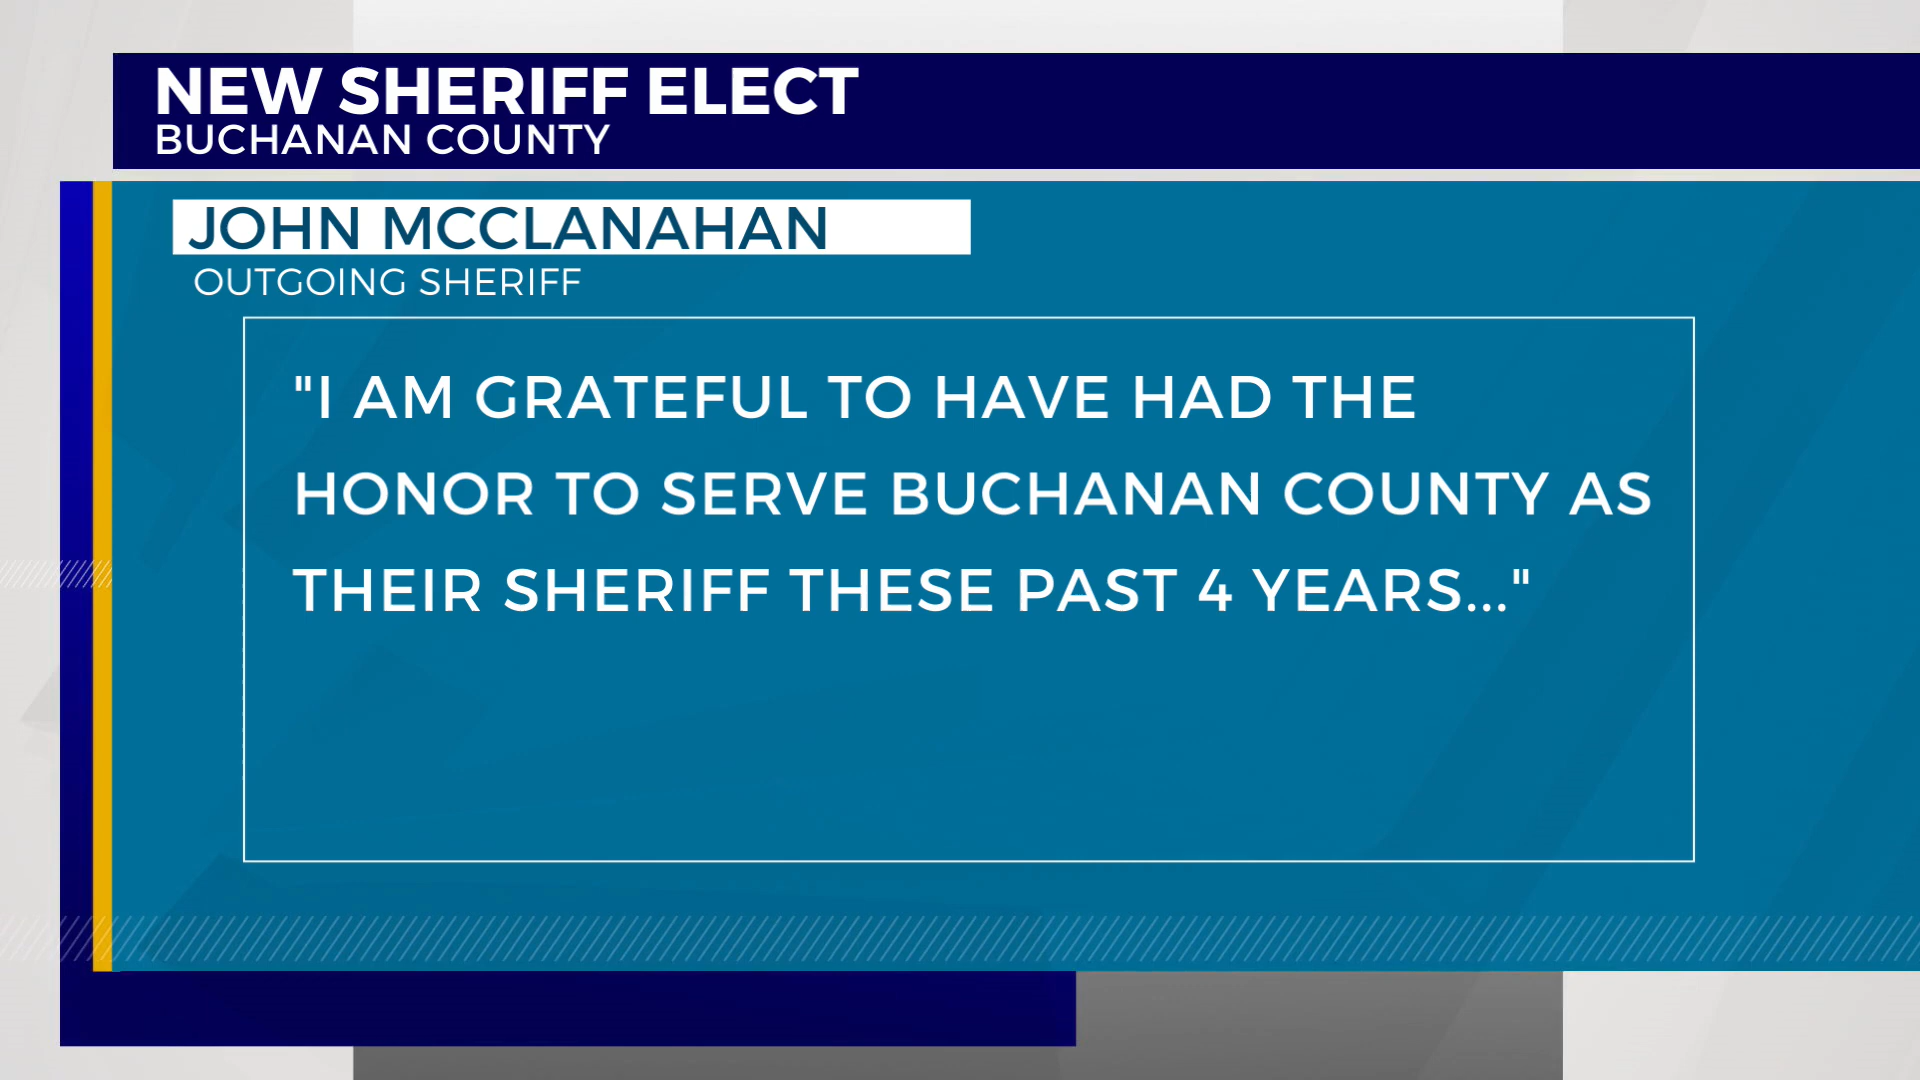 NEW SHERIFF ELECT
BUCHANAN COUNTY
JOHN MCCLANAHAN
OUTGOING SHERIFF
"I AM GRATEFUL TO HAVE HAD THE
HONOR TO SERVE BUCHANAN COUNTY AS
THEIR SHERIFF THESE PAST 4 YEARS..."